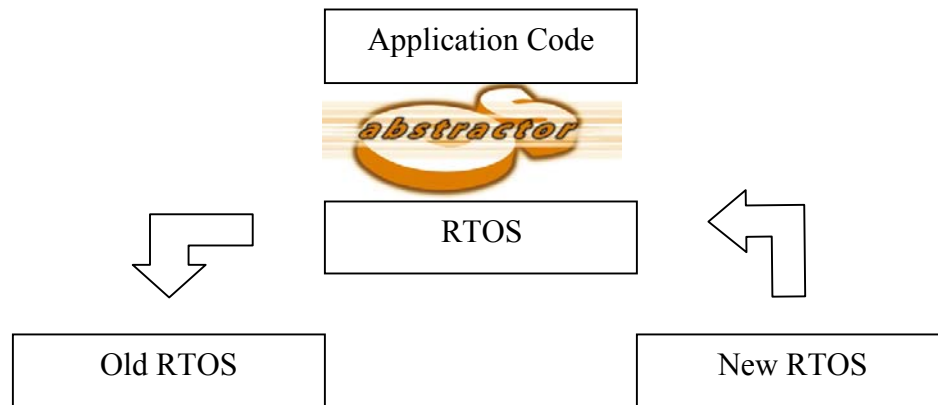 Application Code
abstractor
RTOS
Old RTOS
New RTOS